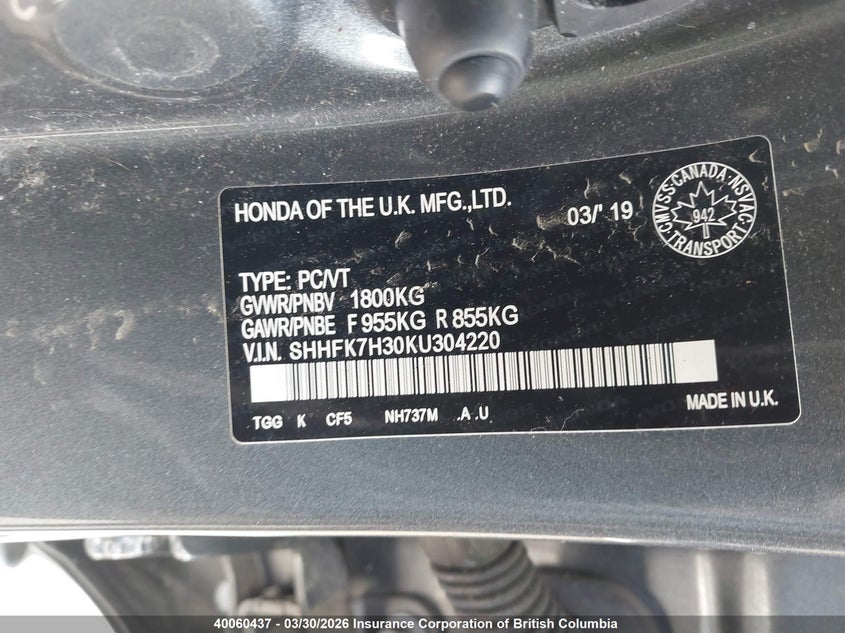 HONDA OF THE U.K. MFG.,LTD.
03/' 19
CMVSS CANADA · NSVAC
942
TRANSPORT
TYPE: PC/VT
GVWR/PNBV 1800KG
GAWR/PNBE F 955KG R 855KG
V.I.N. SHHFK7H30KU304220
TGG K CF5 NH737M .A .U
MADE IN U.K.
40060437 - 03/30/2026 - Insurance Corporation of British Columbia